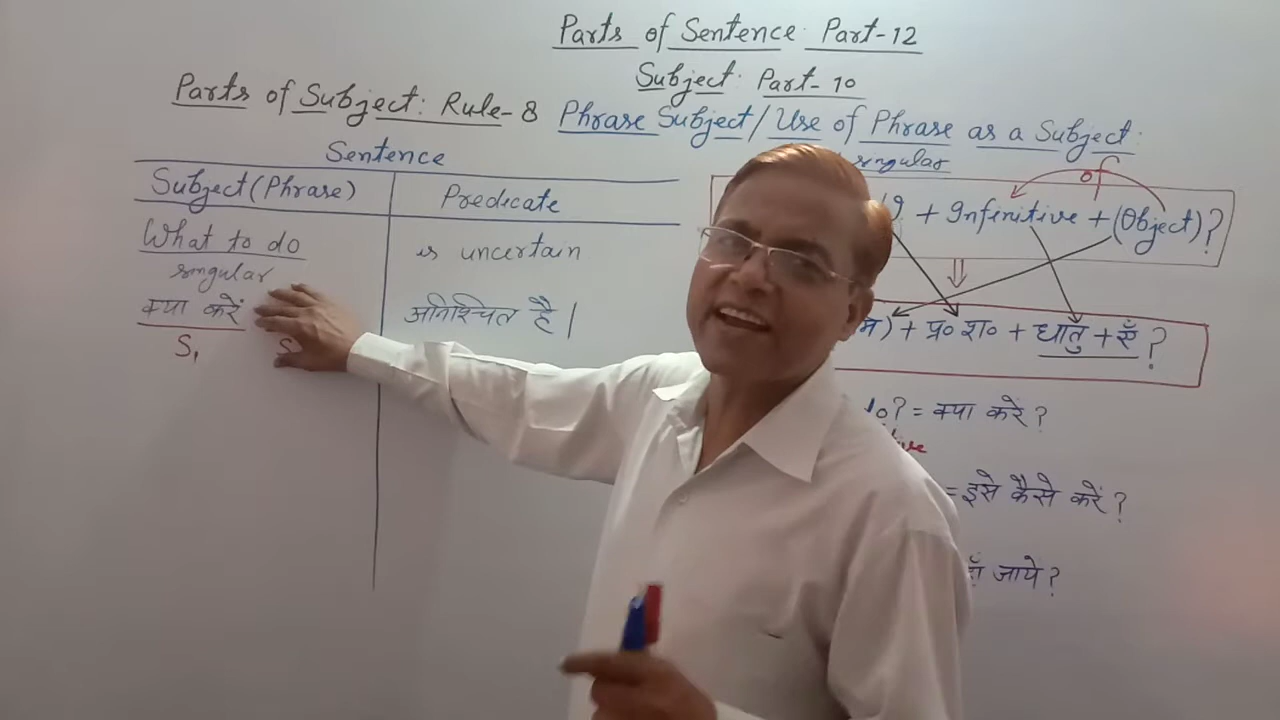 Parts of Sentence Part-12
Subject Part-10
Parts of Subject: Rule-8 Phrase Subject/Use of Phrase as a Subject
Sentence
Subject (Phrase) Predicate
What to do is uncertain
singular
क्या करें अनिश्चित है।
S₁
singular
of
+ Infinitive + (Object)?
+ प्र० श० + धातु + एँ ?
do? = क्या करें ?
= इसे कैसे करें ?
जाये ?